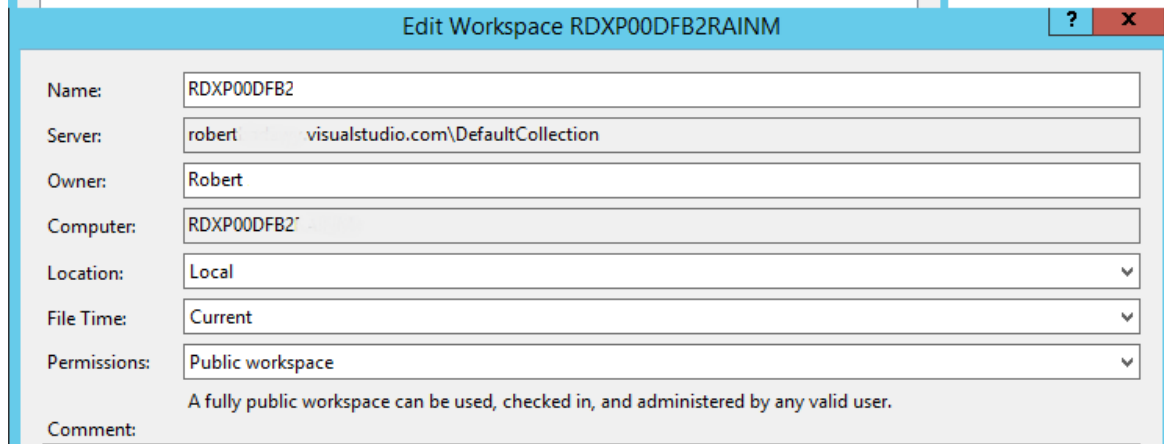 Edit Workspace RDXP00DFB2RAINM
? x
Name: RDXP00DFB2
Server: robert visualstudio.com\DefaultCollection
Owner: Robert
Computer: RDXP00DFB2
Location: Local
File Time: Current
Permissions: Public workspace
A fully public workspace can be used, checked in, and administered by any valid user.
Comment: